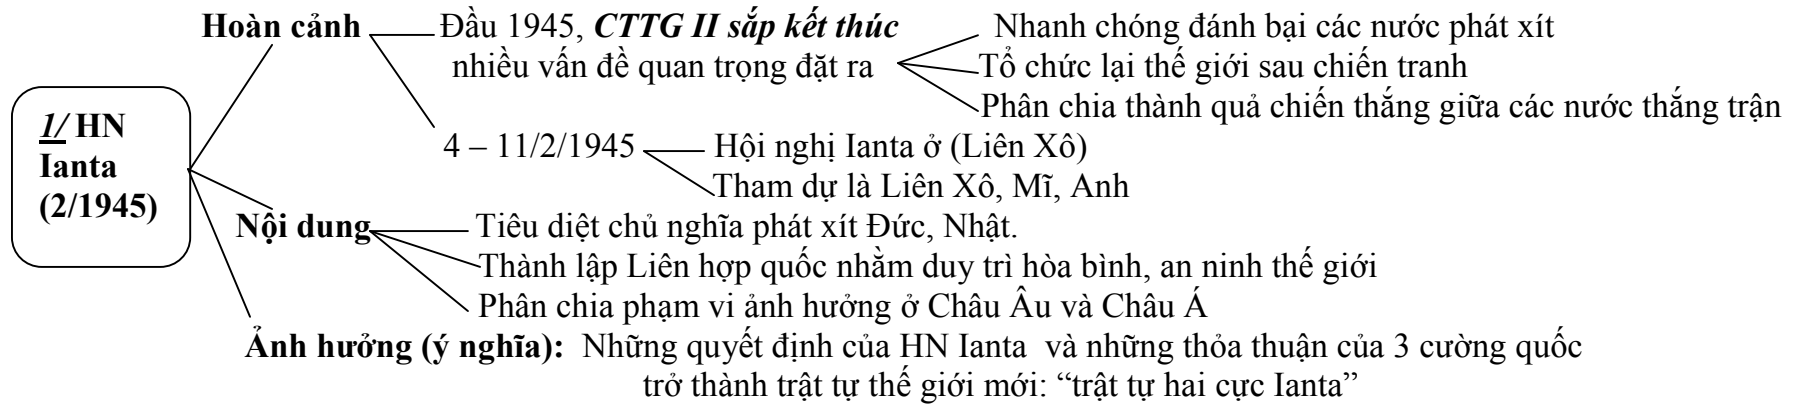 1/ HN
Ianta
(2/1945)
Hoàn cảnh
Đầu 1945, CTTG II sắp kết thúc
nhiều vấn đề quan trọng đặt ra
Nhanh chóng đánh bại các nước phát xít
Tổ chức lại thế giới sau chiến tranh
Phân chia thành quả chiến thắng giữa các nước thắng trận
4 – 11/2/1945
Hội nghị Ianta ở (Liên Xô)
Tham dự là Liên Xô, Mĩ, Anh
Nội dung
Tiêu diệt chủ nghĩa phát xít Đức, Nhật.
Thành lập Liên hợp quốc nhằm duy trì hòa bình, an ninh thế giới
Phân chia phạm vi ảnh hưởng ở Châu Âu và Châu Á
Ảnh hưởng (ý nghĩa): Những quyết định của HN Ianta và những thỏa thuận của 3 cường quốc
trở thành trật tự thế giới mới: “trật tự hai cực Ianta”